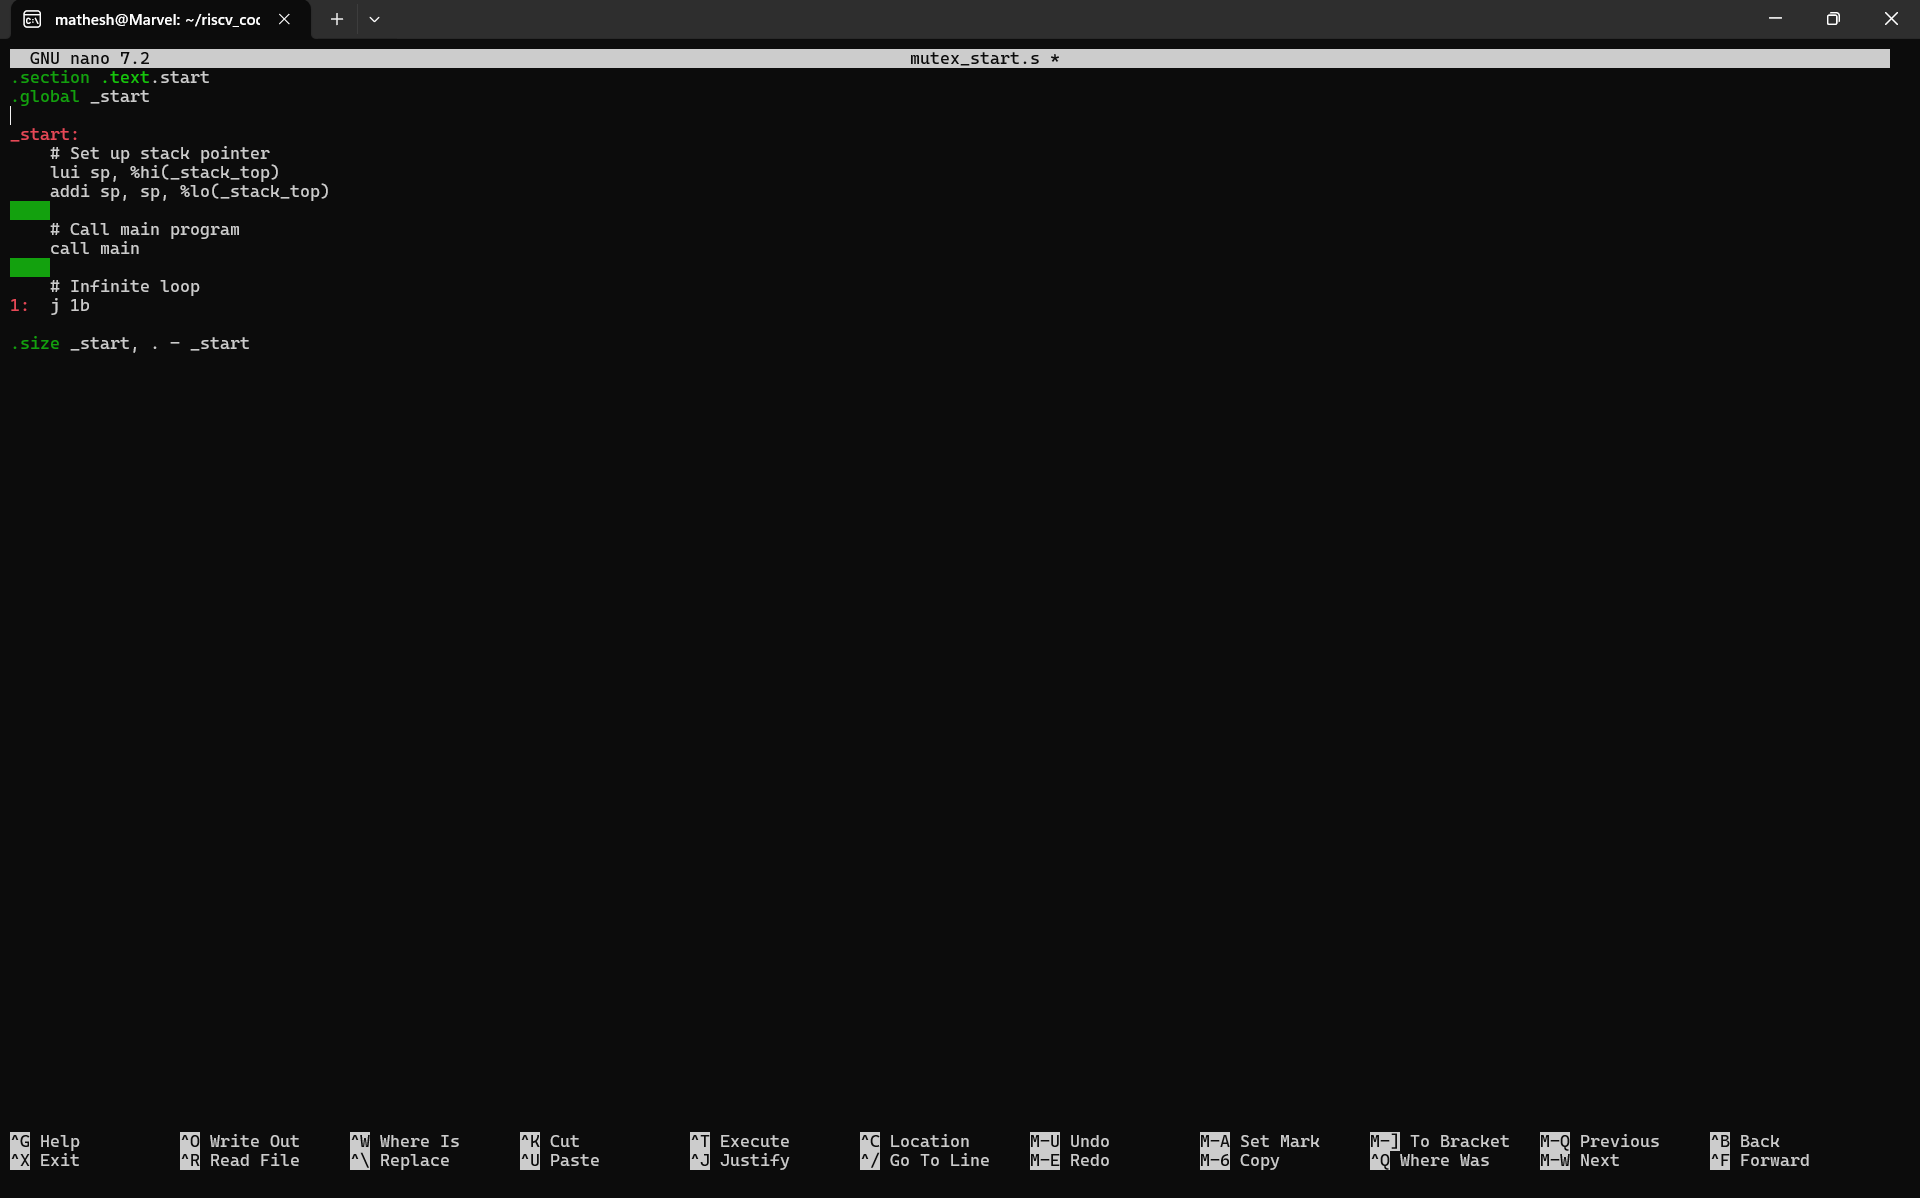 mathesh@Marvel: ~/riscv_coc
GNU nano 7.2 mutex_start.s *
.section .text.start
.global _start
_start:
# Set up stack pointer
lui sp, %hi(_stack_top)
addi sp, sp, %lo(_stack_top)
# Call main program
call main
# Infinite loop
1: j 1b
.size _start, . - _start
^G Help ^O Write Out ^W Where Is ^K Cut ^T Execute ^C Location M-U Undo M-A Set Mark M-] To Bracket M-Q Previous ^B Back
^X Exit ^R Read File ^\ Replace ^U Paste ^J Justify ^/ Go To Line M-E Redo M-6 Copy ^Q Where Was M-W Next ^F Forward